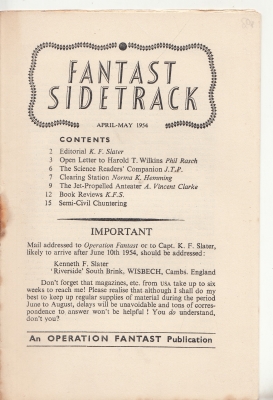 FANTAST
SIDETRACK
APRIL-MAY 1954
CONTENTS
2 Editorial K. F. Slater
3 Open Letter to Harold T. Wilkins Phil Rasch
6 The Science Readers' Companion J.T.P.
7 Clearing Station Norma K. Hemming
9 The Jet-Propelled Anteater A. Vincent Clarke
12 Book Reviews K.F.S.
15 Semi-Civil Chuntering
IMPORTANT
Mail addressed to Operation Fantast or to Capt. K. F. Slater,
likely to arrive after June 10th 1954, should be addressed:
Kenneth F. Slater
'Riverside' South Brink, WISBECH, Cambs. England
Don't forget that magazines, etc. from USA take up to six
weeks to reach me! Please realise that although I shall do my
best to keep up regular supplies of material during the period
June to August, delays will be unavoidable and tons of corres-
pondence to answer won't be helpful! You do understand,
don't you?
An OPERATION FANTAST Publication